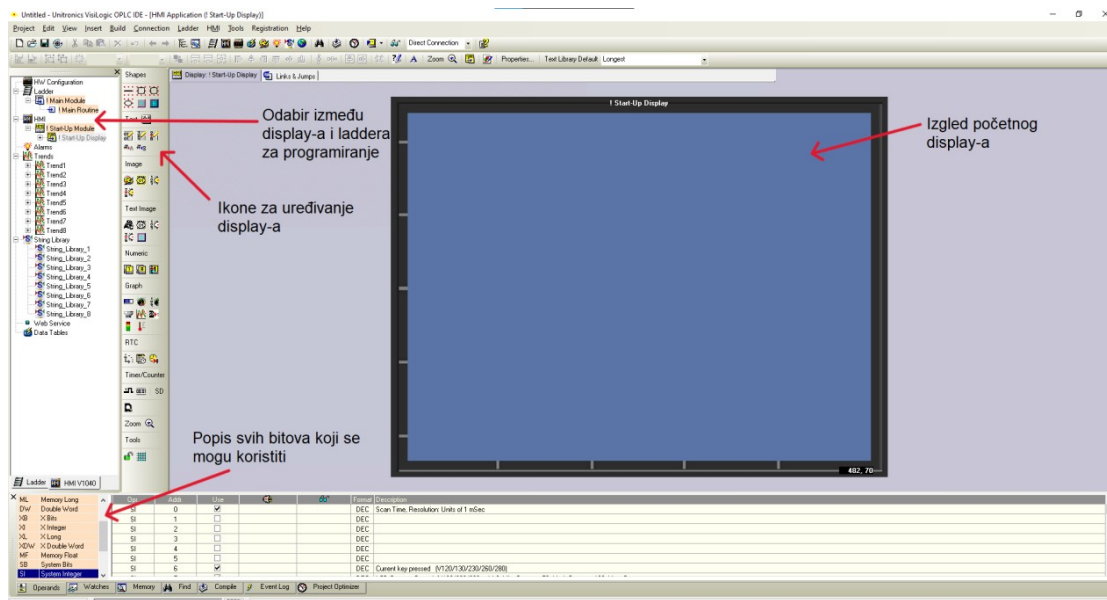 Untitled - Unitronics VisiLogic OPLC IDE - [HMI Application (! Start-Up Display)]
Project Edit View Insert Build Connection Ladder HMI Tools Registration Help
Direct Connection
Zoom Properties... Text Library Default Longest
HW Configuration
Ladder
! Main Module
! Main Routine
HMI
! Start-Up Module
! Start-Up Display
Alarms
Trends
Trend1
Trend2
Trend3
Trend4
Trend5
Trend6
Trend7
Trend8
String Library
String_Library_1
String_Library_2
String_Library_3
String_Library_4
String_Library_5
String_Library_6
String_Library_7
String_Library_8
Web Service
Data Tables
Ladder HMI V1040
Shapes
Text
Image
Text Image
Numeric
Graph
RTC
Timer/Counter
SD
Zoom
Tools
Display: ! Start-Up Display Links & Jumps
! Start-Up Display
482, 70
Odabir između
display-a i laddera
za programiranje
Ikone za uređivanje
display-a
Izgled početnog
display-a
Popis svih bitova koji se
mogu koristiti
ML Memory Long
DW Double Word
XB X Bits
XI X Integer
XL X Long
XDW X Double Word
MF Memory Float
SB System Bits
SI System Integer
Opr Addr Use Format Description
SI 0 DEC Scan Time, Resolution: Units of 1 mSec
SI 1 DEC
SI 2 DEC
SI 3 DEC
SI 4 DEC
SI 5 DEC
SI 6 DEC Current key pressed (V120/130/230/260/280)
Operands Watches Memory Find Compile Event Log Project Optimizer